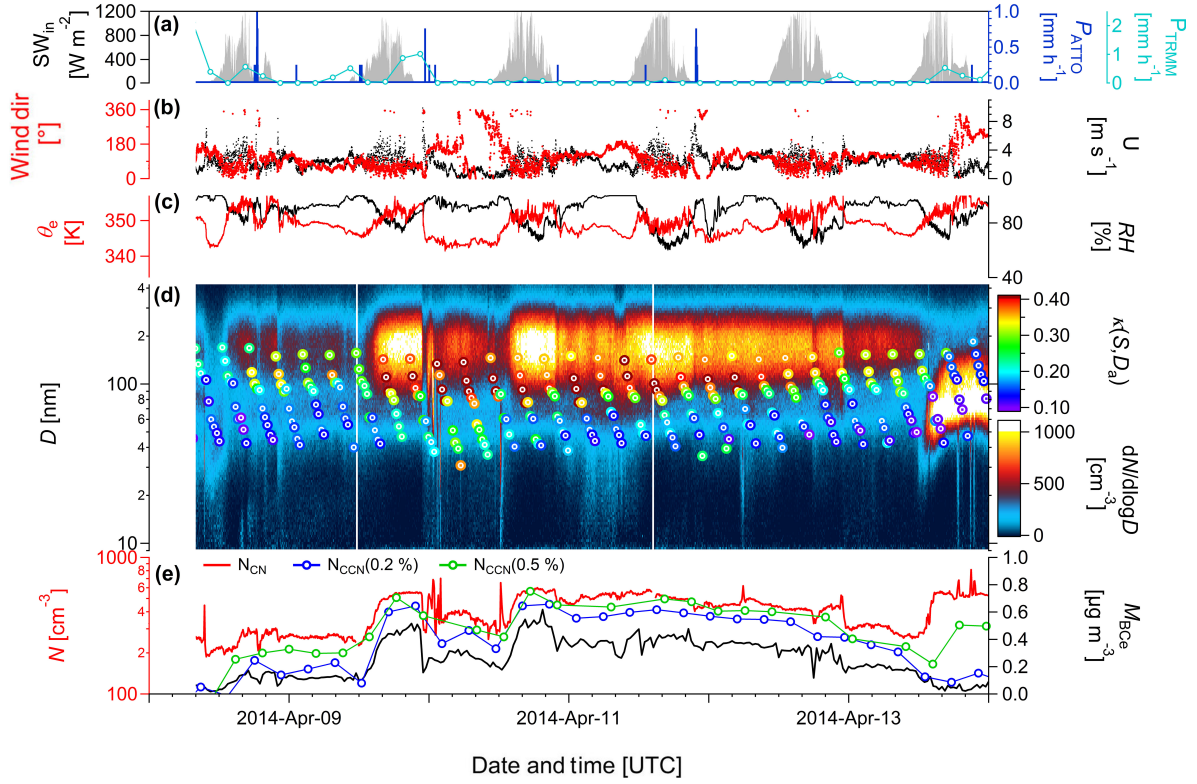 (a)
SW_in
[W m-2]
1200
800
400
0
1.0
0.5
0.0
P_ATTO
[mm h-1]
2
1
0
P_TRMM
[mm h-1]
(b)
Wind dir
[°]
360
180
0
8
4
0
U
[m s-1]
(c)
θe
[K]
350
340
80
40
RH
[%]
(d)
D [nm]
4
2
100
8
6
4
2
10
0.40
0.30
0.20
0.10
κ(S,Da)
1000
500
0
dN/dlogD
[cm-3]
(e)
N_CN
N_CCN(0.2 %)
N_CCN(0.5 %)
N [cm-3]
1000
8
6
4
2
100
1.0
0.8
0.6
0.4
0.2
0.0
M_BCe
[µg m-3]
2014-Apr-09
2014-Apr-11
2014-Apr-13
Date and time [UTC]